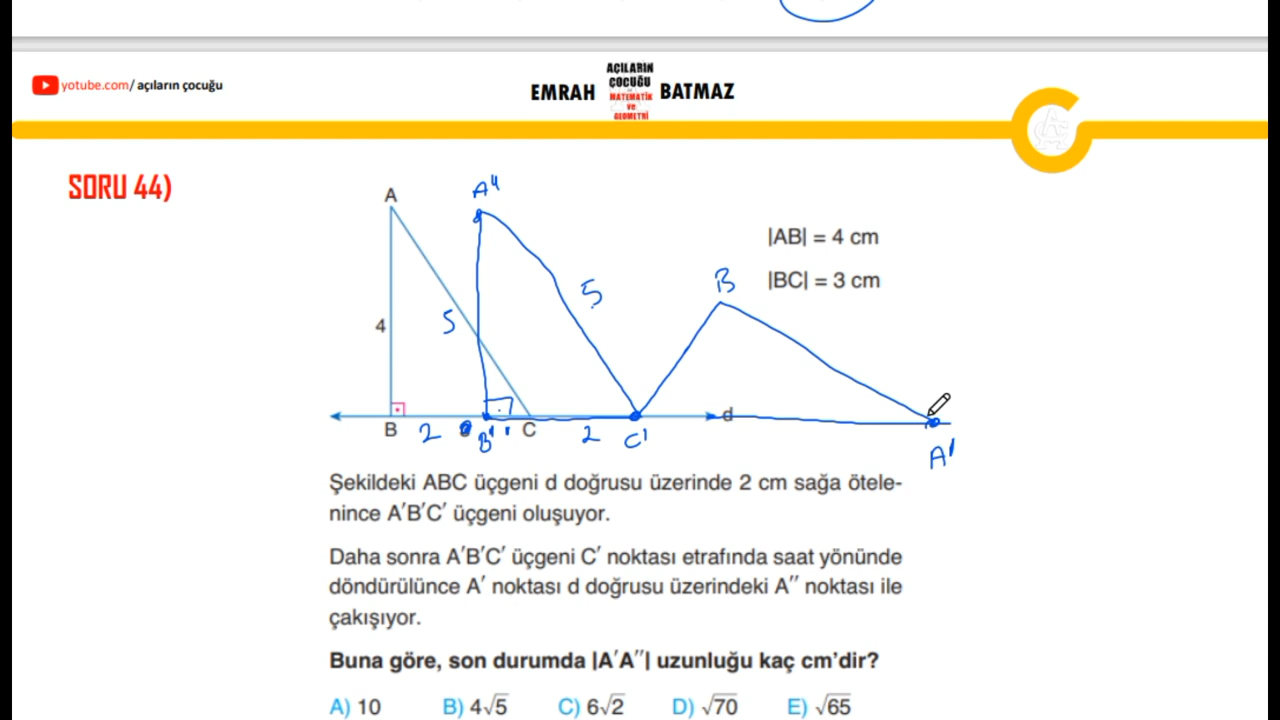 yotube.com/ açıların çocuğu
EMRAH
AÇILARIN
ÇOCUĞU
MATEMATİK
ve
GEOMETRİ
BATMAZ
SORU 44)
A
A''
|AB| = 4 cm
B
|BC| = 3 cm
5
4
5
B
2
B'
1
C
2
C'
d
A'
Şekildeki ABC üçgeni d doğrusu üzerinde 2 cm sağa ötele-
nince A′B′C′ üçgeni oluşuyor.
Daha sonra A′B′C′ üçgeni C′ noktası etrafında saat yönünde
döndürülünce A′ noktası d doğrusu üzerindeki A′′ noktası ile
çakışıyor.
Buna göre, son durumda |A′A′′| uzunluğu kaç cm'dir?
A) 10 B) 4√5 C) 6√2 D) √70 E) √65